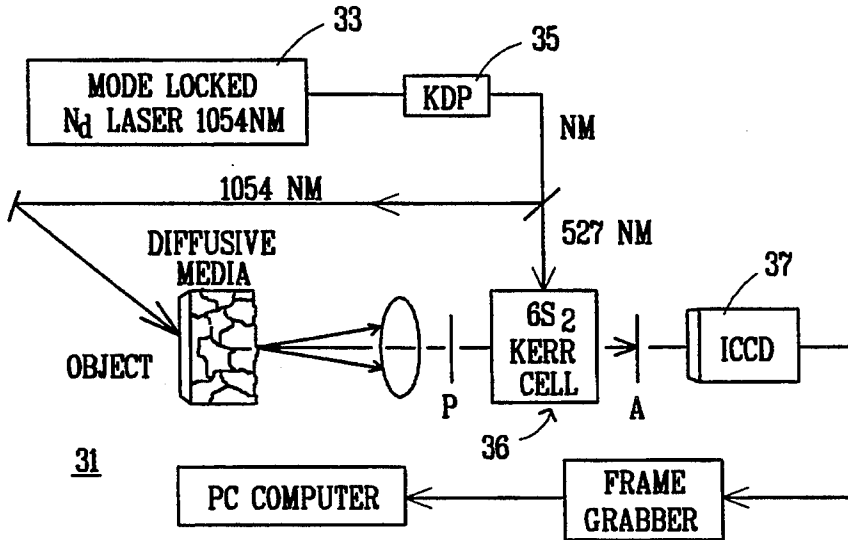 33
35
MODE LOCKED
Nd LASER 1054NM
KDP
NM
1054 NM
527 NM
DIFFUSIVE
MEDIA
37
6S2
KERR
CELL
ICCD
OBJECT
P
A
36
31
PC COMPUTER
FRAME
GRABBER